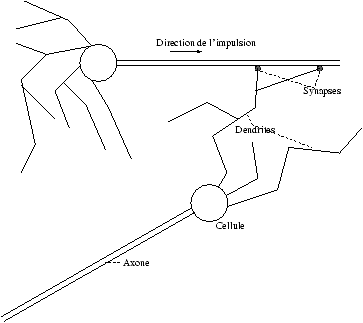 Direction de l'impulsion
Synapses
Dendrites
Cellule
Axone